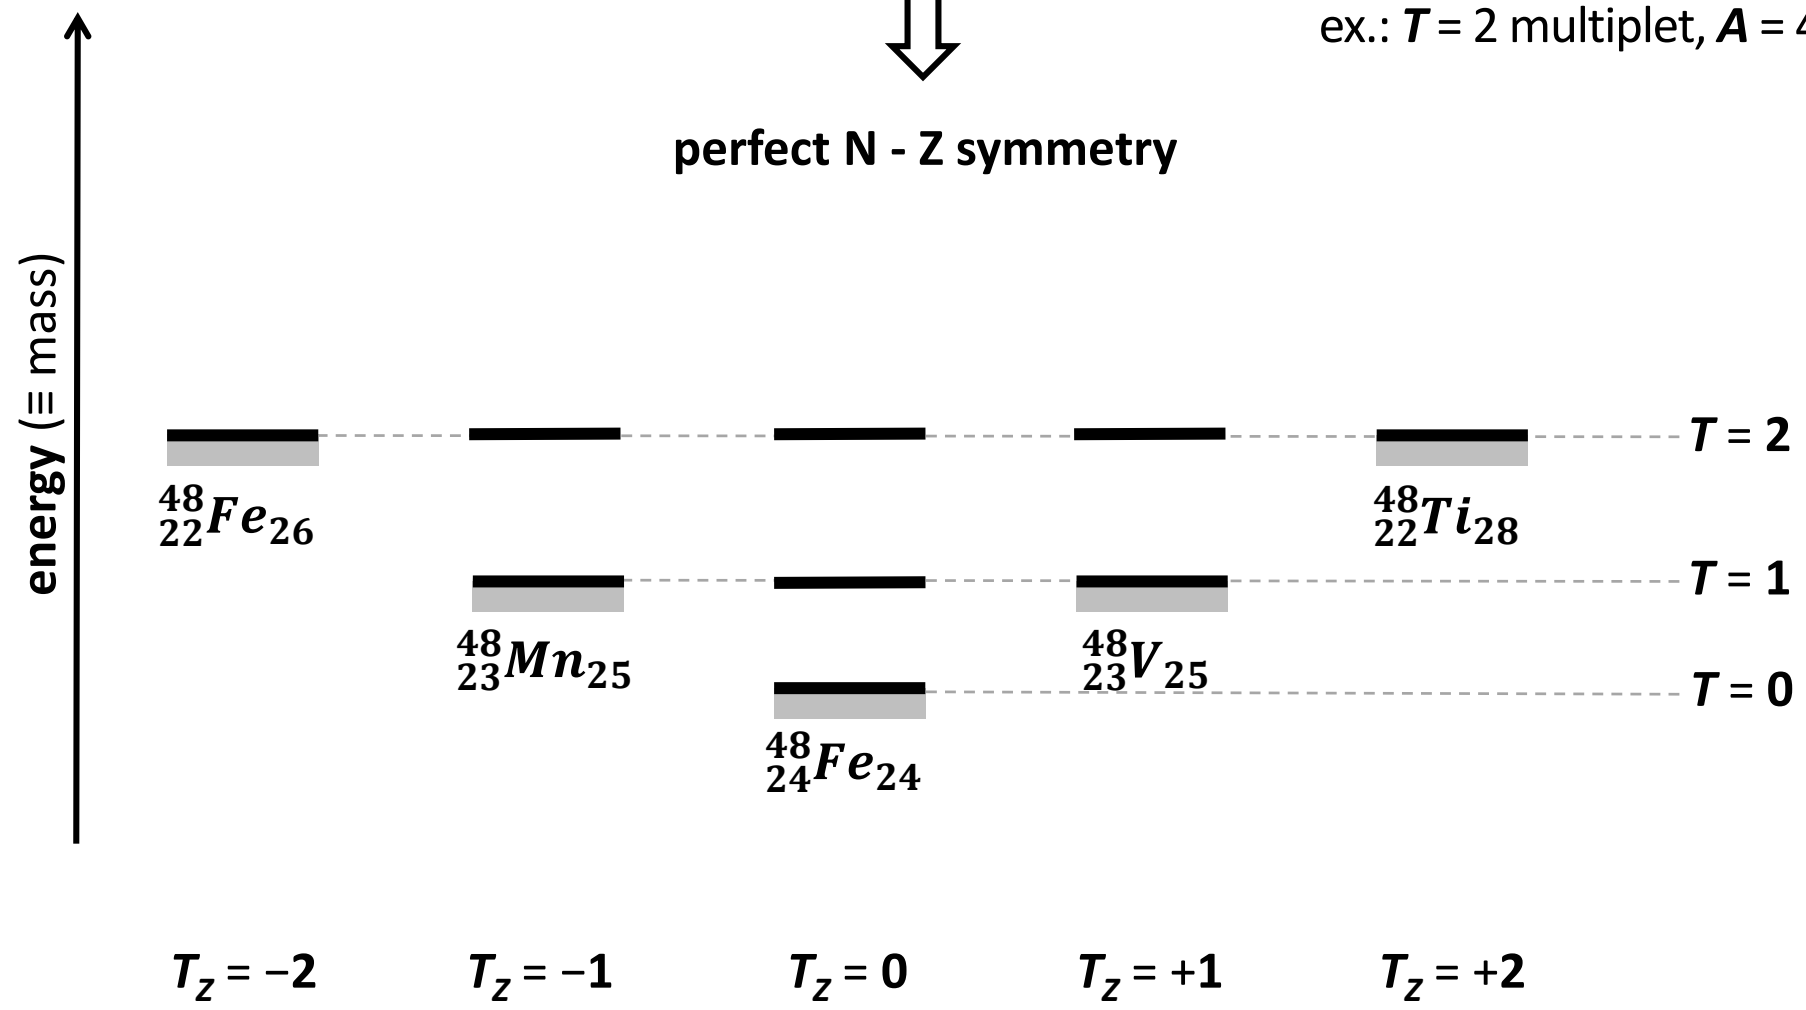 ex.: T = 2 multiplet, A = 4
perfect N - Z symmetry
energy (≡ mass)
T = 2
48 22 Fe 26
48 22 Ti 28
T = 1
48 23 Mn 25
48 23 V 25
T = 0
48 24 Fe 24
T_Z = −2
T_Z = −1
T_Z = 0
T_Z = +1
T_Z = +2